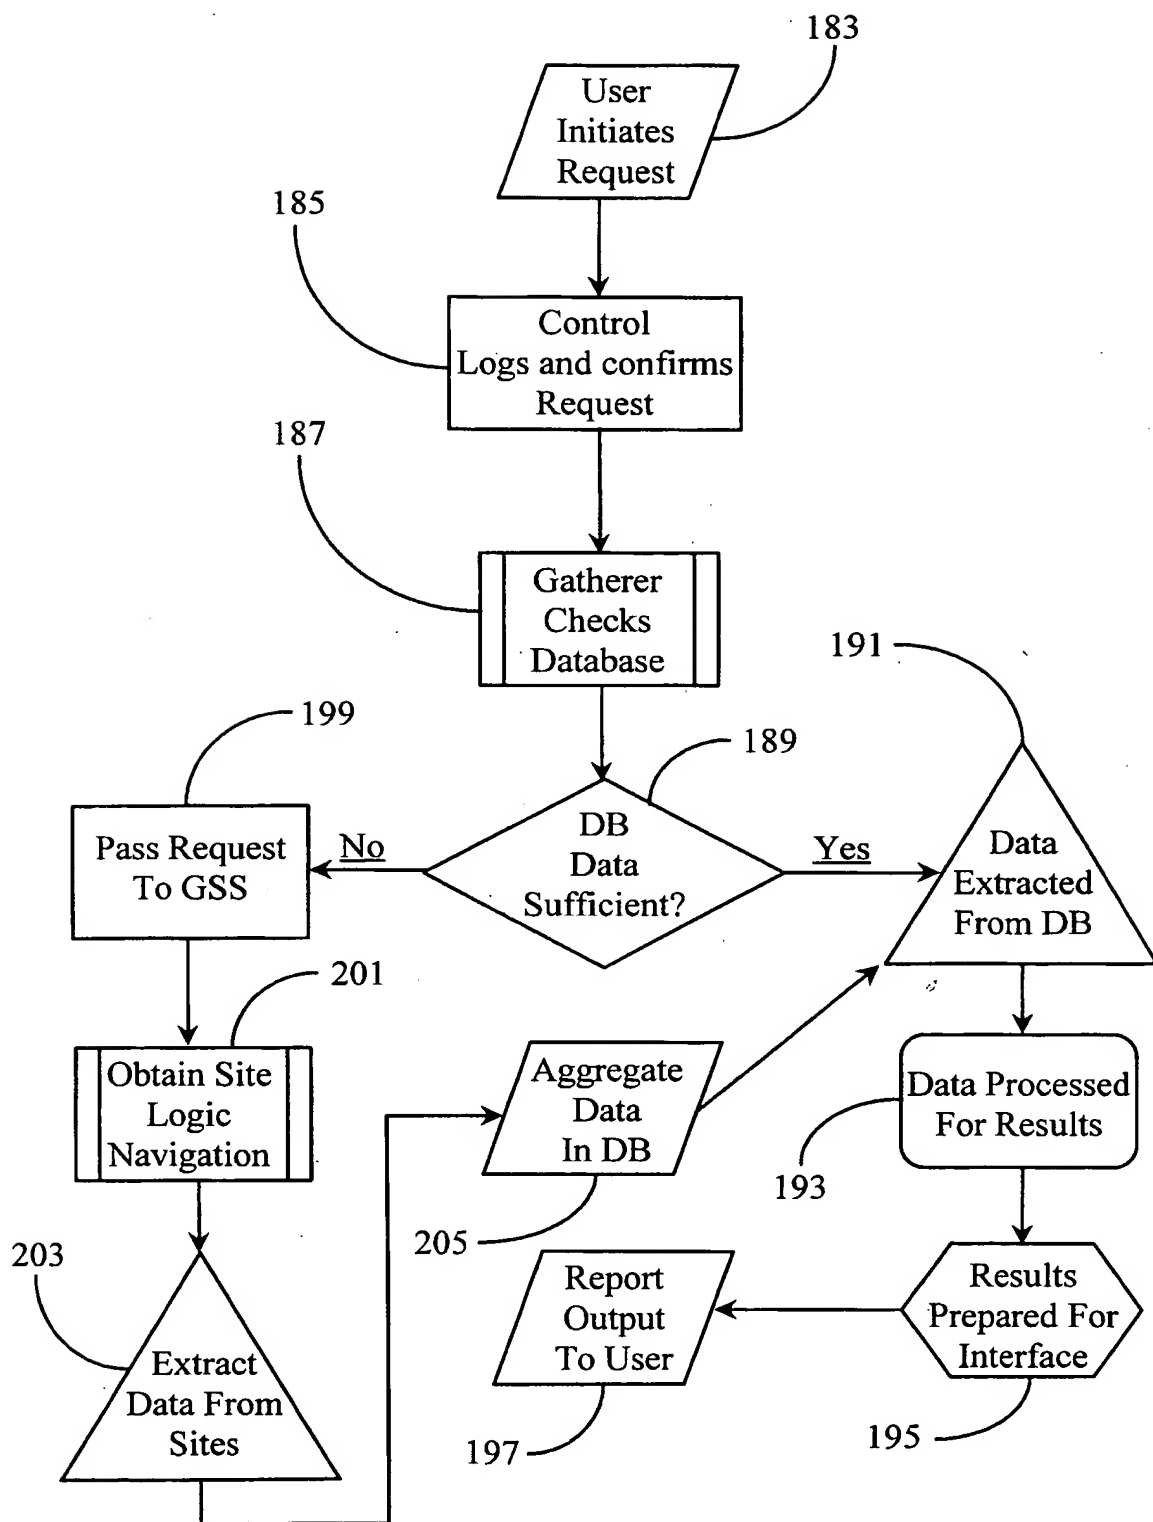 183
User
Initiates
Request
185
Control
Logs and confirms
Request
187
Gatherer
Checks
Database
191
199
189
Pass Request
To GSS
No
DB
Data
Sufficient?
Yes
Data
Extracted
From DB
201
Obtain Site
Logic
Navigation
Aggregate
Data
In DB
Data Processed
For Results
193
205
203
Extract
Data From
Sites
Report
Output
To User
Results
Prepared For
Interface
197
195